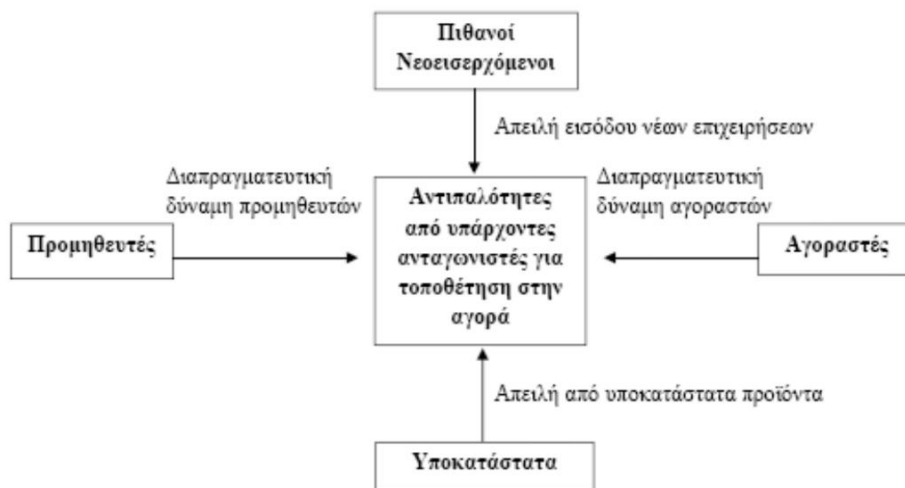 Πιθανοί
Νεοεισερχόμενοι
Απειλή εισόδου νέων επιχειρήσεων
Διαπραγματευτική
δύναμη προμηθευτών
Αντιπαλότητες
από υπάρχοντες
ανταγωνιστές για
τοποθέτηση στην
αγορά
Διαπραγματευτική
δύναμη αγοραστών
Προμηθευτές
Αγοραστές
Απειλή από υποκατάστατα προϊόντα
Υποκατάστατα